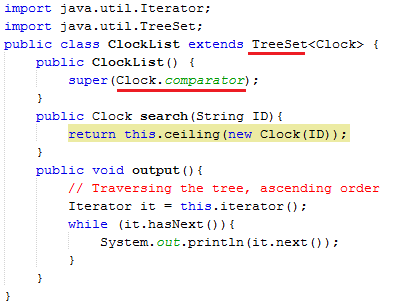 import java.util.Iterator;
import java.util.TreeSet;
public class ClockList extends TreeSet<Clock> {
    public ClockList() {
        super(Clock.comparator);
    }
    public Clock search(String ID){
        return this.ceiling(new Clock(ID));
    }
    public void output(){
        // Traversing the tree, ascending order
        Iterator it = this.iterator();
        while (it.hasNext()){
            System.out.println(it.next());
        }
    }
}